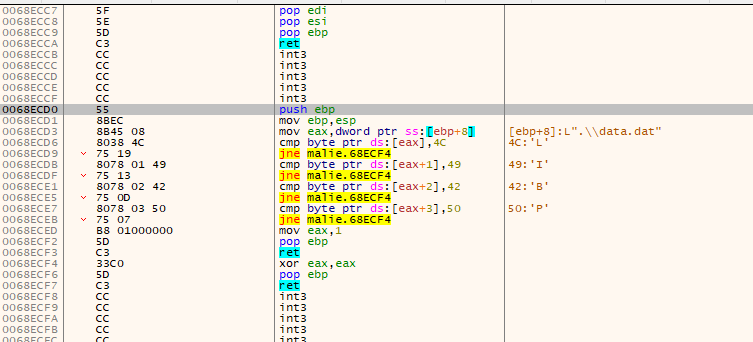 0068ECC7 5F pop edi
0068ECC8 5E pop esi
0068ECC9 5D pop ebp
0068ECCA C3 ret
0068ECCB CC int3
0068ECCC CC int3
0068ECCD CC int3
0068ECCE CC int3
0068ECCF CC int3
0068ECD0 55 push ebp
0068ECD1 8BEC mov ebp,esp
0068ECD3 8B45 08 mov eax,dword ptr ss:[ebp+8] [ebp+8]:L".\\data.dat"
0068ECD6 8038 4C cmp byte ptr ds:[eax],4C 4C:'L'
0068ECD9 75 19 jne malie.68ECF4
0068ECDB 8078 01 49 cmp byte ptr ds:[eax+1],49 49:'I'
0068ECDF 75 13 jne malie.68ECF4
0068ECE1 8078 02 42 cmp byte ptr ds:[eax+2],42 42:'B'
0068ECE5 75 0D jne malie.68ECF4
0068ECE7 8078 03 50 cmp byte ptr ds:[eax+3],50 50:'P'
0068ECEB 75 07 jne malie.68ECF4
0068ECED B8 01000000 mov eax,1
0068ECF2 5D pop ebp
0068ECF3 C3 ret
0068ECF4 33C0 xor eax,eax
0068ECF6 5D pop ebp
0068ECF7 C3 ret
0068ECF8 CC int3
0068ECF9 CC int3
0068ECFA CC int3
0068ECFB CC int3
0068ECFC CC int3